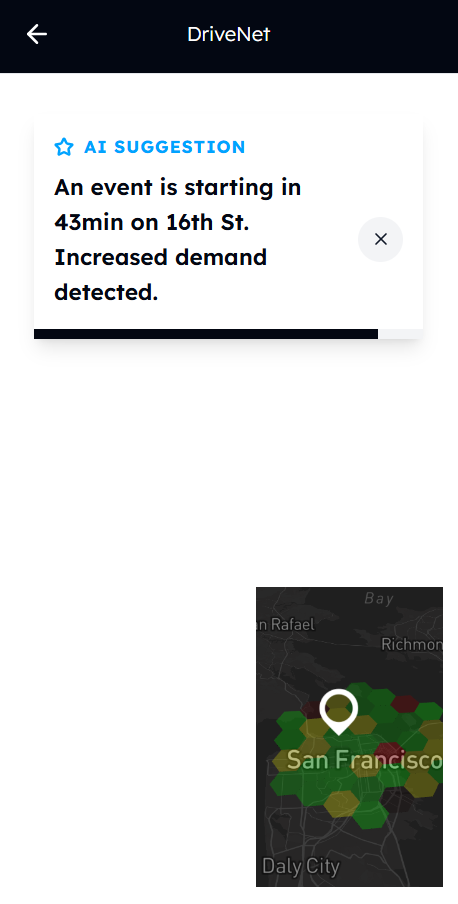 DriveNet
AI SUGGESTION
An event is starting in
43min on 16th St.
Increased demand
detected.
Bay
n Rafael
Richmon
San Francisco
Daly City